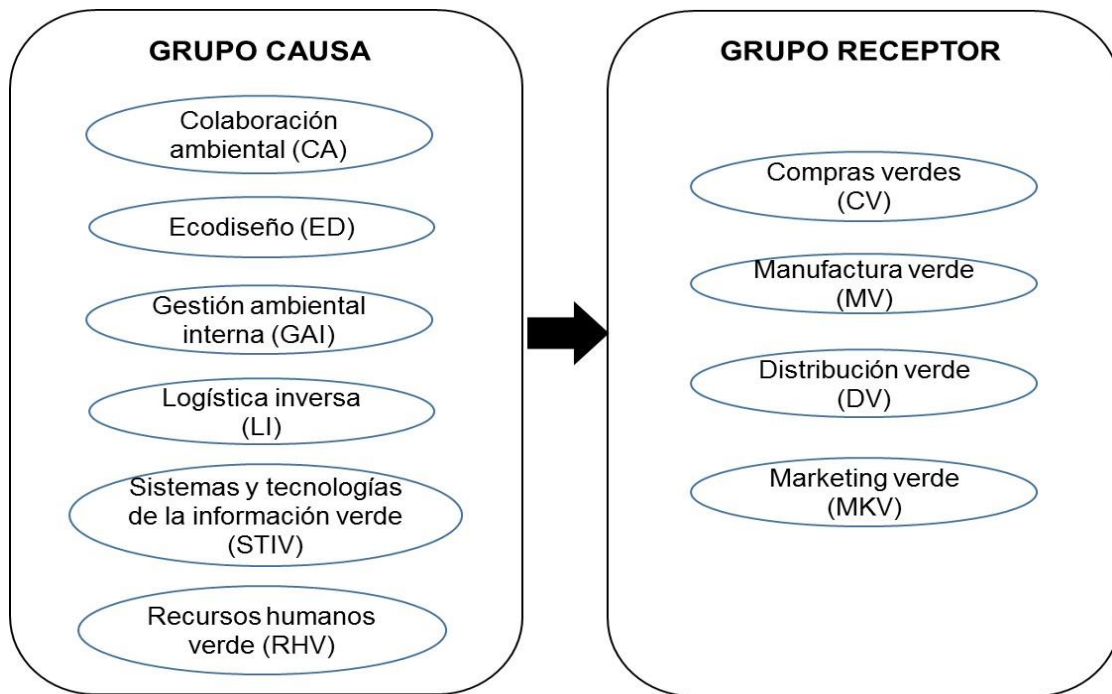 GRUPO CAUSA
Colaboración
ambiental (CA)
Ecodiseño (ED)
Gestión ambiental
interna (GAI)
Logística inversa
(LI)
Sistemas y tecnologías
de la información verde
(STIV)
Recursos humanos
verde (RHV)
GRUPO RECEPTOR
Compras verdes
(CV)
Manufactura verde
(MV)
Distribución verde
(DV)
Marketing verde
(MKV)